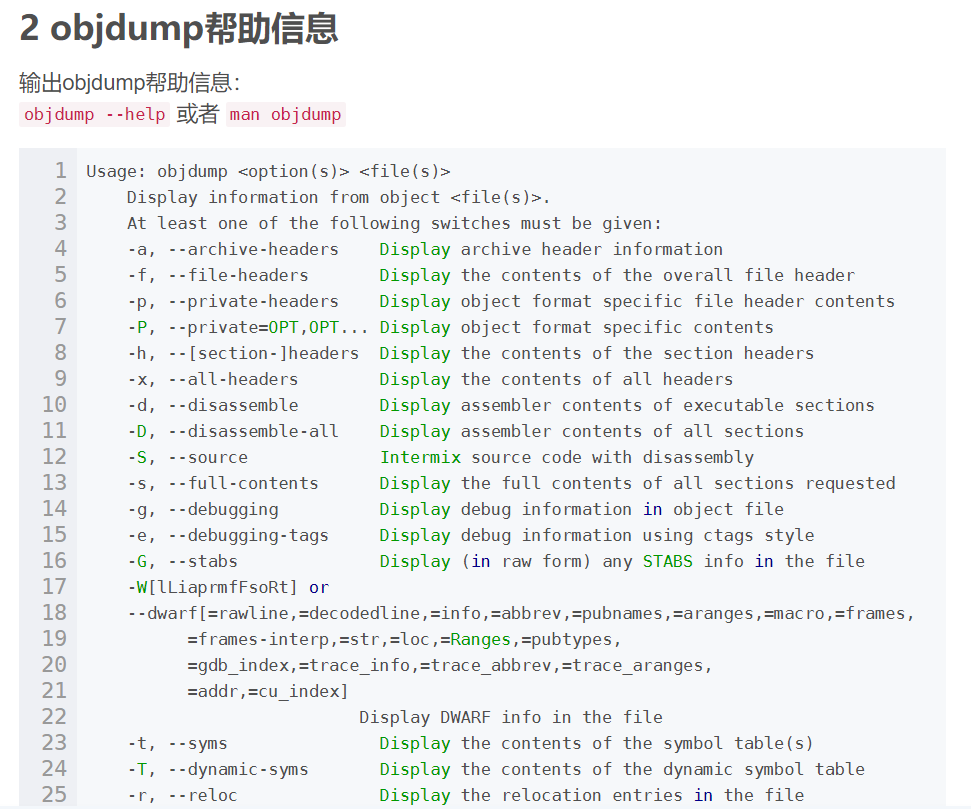 2 objdump帮助信息
输出objdump帮助信息：
objdump --help 或者 man objdump
1 Usage: objdump <option(s)> <file(s)>
2 Display information from object <file(s)>.
3 At least one of the following switches must be given:
4 -a, --archive-headers    Display archive header information
5 -f, --file-headers       Display the contents of the overall file header
6 -p, --private-headers    Display object format specific file header contents
7 -P, --private=OPT,OPT... Display object format specific contents
8 -h, --[section-]headers  Display the contents of the section headers
9 -x, --all-headers        Display the contents of all headers
10 -d, --disassemble        Display assembler contents of executable sections
11 -D, --disassemble-all    Display assembler contents of all sections
12 -S, --source             Intermix source code with disassembly
13 -s, --full-contents      Display the full contents of all sections requested
14 -g, --debugging          Display debug information in object file
15 -e, --debugging-tags     Display debug information using ctags style
16 -G, --stabs              Display (in raw form) any STABS info in the file
17 -W[lLiaprmfFsoRt] or
18 --dwarf[=rawline,=decodedline,=info,=abbrev,=pubnames,=aranges,=macro,=frames,
19 =frames-interp,=str,=loc,=Ranges,=pubtypes,
20 =gdb_index,=trace_info,=trace_abbrev,=trace_aranges,
21 =addr,=cu_index]
22 Display DWARF info in the file
23 -t, --syms               Display the contents of the symbol table(s)
24 -T, --dynamic-syms       Display the contents of the dynamic symbol table
25 -r, --reloc              Display the relocation entries in the file